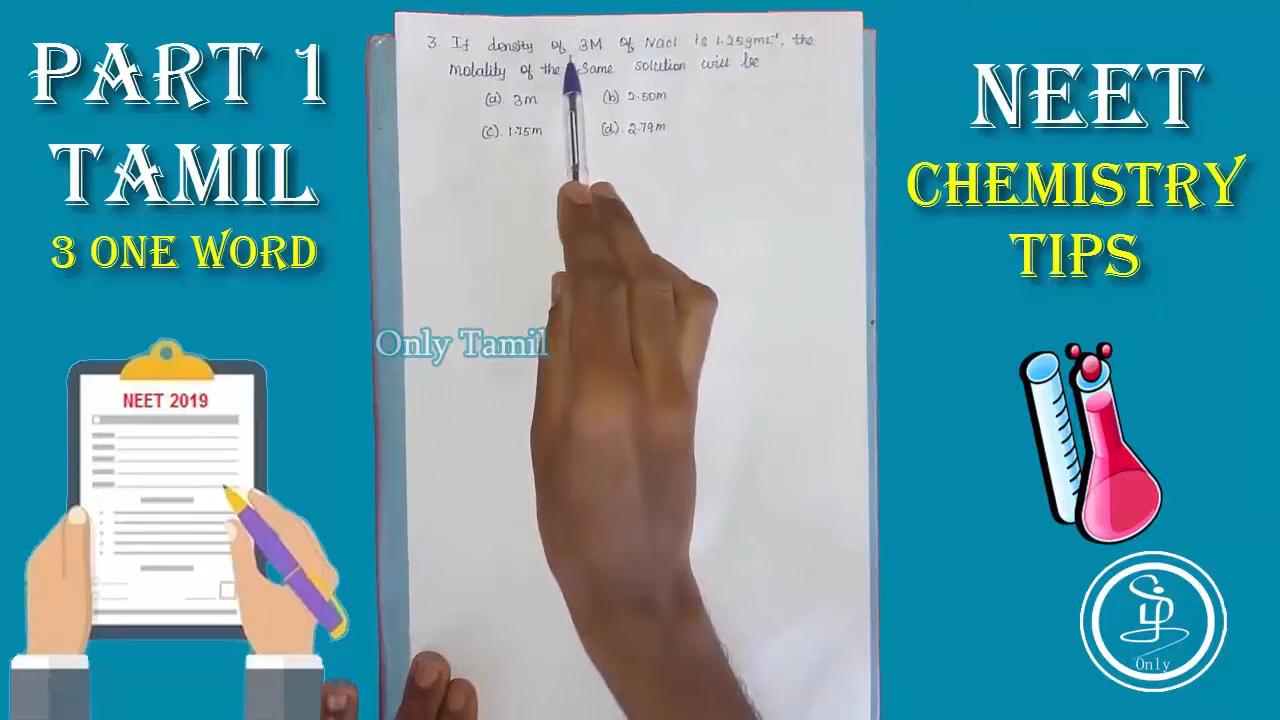 PART 1
TAMIL
3 ONE WORD
NEET 2019
3. If density of 3M of Nacl is 1.25gmL⁻¹, the
molality of the same solution will be
(a). 3m (b). 2.50m
(c). 1.75m (d). 2.79m
Only Tamil
NEET
CHEMISTRY
TIPS
Only